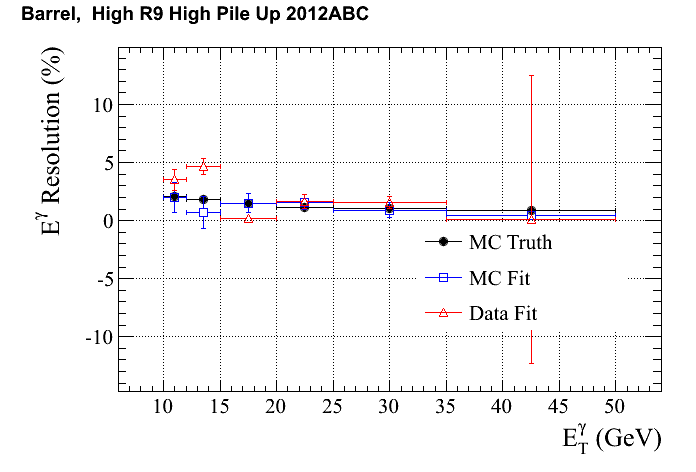 Barrel,  High R9 High Pile Up 2012ABC
E^γ Resolution (%)
10
5
0
-5
-10
MC Truth
MC Fit
Data Fit
10 15 20 25 30 35 40 45 50
E_T^γ (GeV)